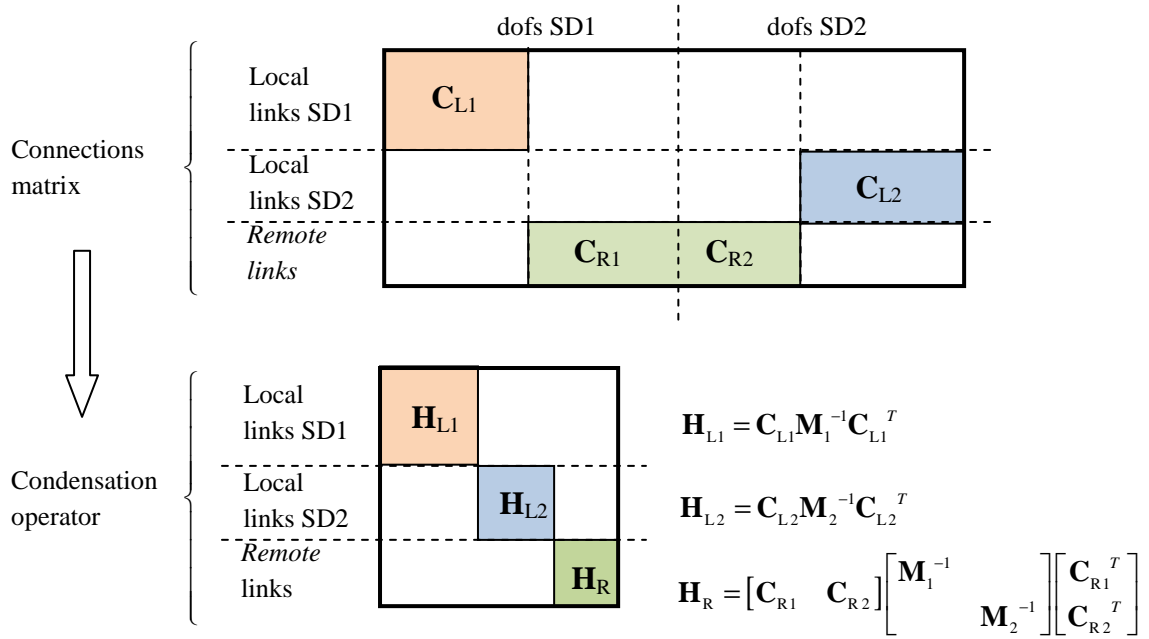 dofs SD1 dofs SD2
Local
links SD1
C_L1
Connections
matrix
Local
links SD2
C_L2
Remote
links
C_R1 C_R2
Local
links SD1
H_L1
H_L1 = C_L1 M_1^-1 C_L1^T
Condensation
operator
Local
links SD2
H_L2
H_L2 = C_L2 M_2^-1 C_L2^T
Remote
links
H_R
H_R = [C_R1 C_R2] [M_1^-1 M_2^-1] [C_R1^T C_R2^T]